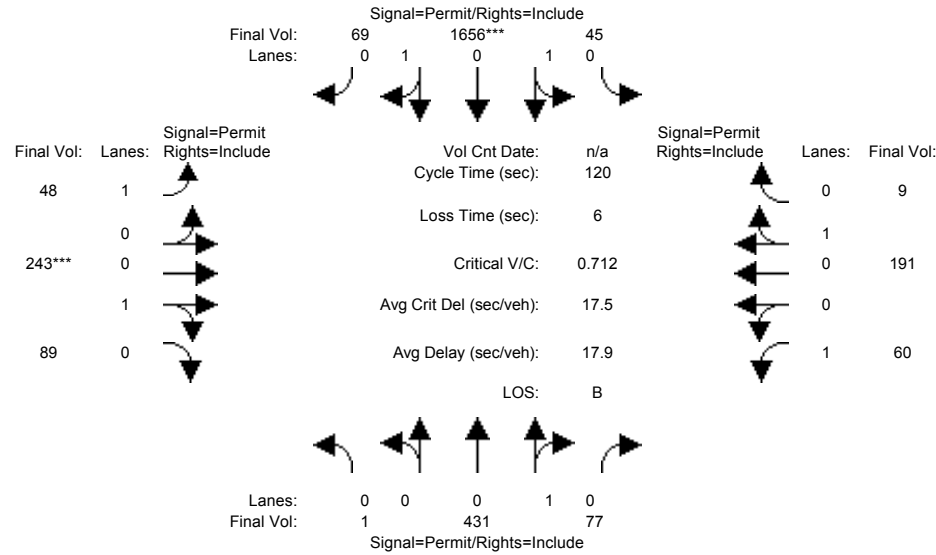 Signal=Permit/Rights=Include
Final Vol: 69 1656*** 45
Lanes: 0 1 0 1 0
Signal=Permit Signal=Permit
Final Vol: Lanes: Rights=Include Vol Cnt Date: n/a Rights=Include Lanes: Final Vol:
Cycle Time (sec): 120
48 1 0 9
Loss Time (sec): 6
0 1
243*** 0 Critical V/C: 0.712 0 191
1 Avg Crit Del (sec/veh): 17.5 0
89 0 Avg Delay (sec/veh): 17.9 1 60
LOS: B
Lanes: 0 0 0 1 0
Final Vol: 1 431 77
Signal=Permit/Rights=Include